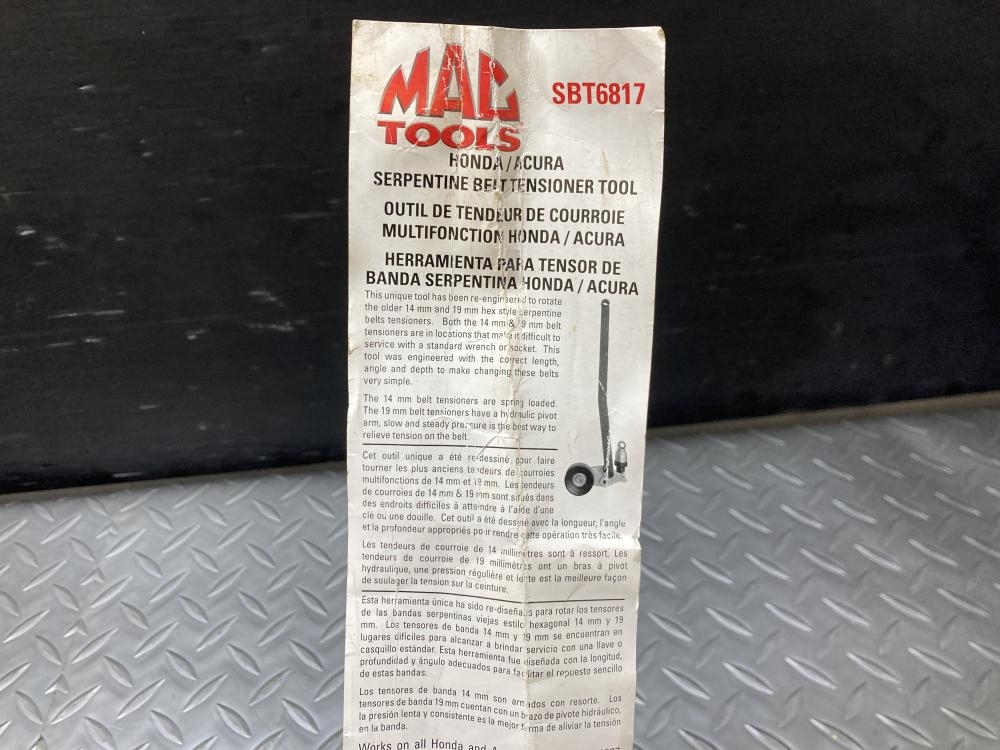 MAC
TOOLS
SBT6817
HONDA / ACURA
SERPENTINE BELT TENSIONER TOOL
OUTIL DE TENDEUR DE COURROIE
MULTIFONCTION HONDA / ACURA
HERRAMIENTA PARA TENSOR DE
BANDA SERPENTINA HONDA / ACURA
This unique tool has been re-engineered to rotate
the older 14 mm and 19 mm hex style serpentine
belts tensioners. Both the 14 mm & 19 mm belt
tensioners are in locations that make it difficult to
service with a standard wrench or socket. This
tool was engineered with the correct length,
angle and depth to make changing these belts
very simple.
The 14 mm belt tensioners are spring loaded.
The 19 mm belt tensioners have a hydraulic pivot
arm, slow and steady pressure is the best way to
relieve tension on the belt.
Cet outil unique a été re-dessiné pour faire
tourner les plus anciens tendeurs de courroies
multifonctions de 14 mm et 19 mm. Les tendeurs
de courroies de 14 mm & 19 mm sont situés dans
des endroits difficiles à atteindre à l'aide d'une
clé ou une douille. Cet outil a été dessiné avec la longueur, l'angle
et la profondeur appropriés pour rendre cette opération très facile.
Les tendeurs de courroie de 14 millimètres sont à ressort. Les
tendeurs de courroie de 19 millimètres ont un bras à pivot
hydraulique, une pression régulière et lente est la meilleure façon
de soulager la tension sur la ceinture.
Esta herramienta única ha sido re-diseñada para rotar los tensores
de las bandas serpentinas viejas estilo hexagonal 14 mm y 19
mm. Los tensores de banda 14 mm y 19 mm se encuentran en
lugares difíciles para alcanzar a brindar servicio con una llave o
casquillo estándar. Esta herramienta fue diseñada con la longitud,
profundidad y ángulo adecuados para facilitar el repuesto sencillo
de estas bandas.
Los tensores de banda 14 mm son armados con resorte. Los
tensores de banda 19 mm cuentan con un brazo de pivote hidráulico,
la presión lenta y consistente es la mejor forma de aliviar la tensión
en la banda.
Works on all Honda and